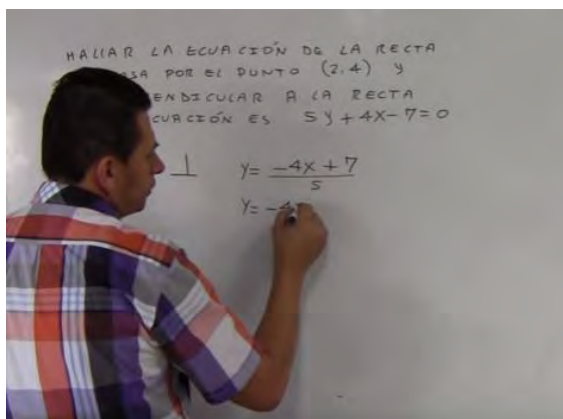 HALLAR LA ECUACIÓN DE LA RECTA
POR EL PUNTO (2,4) Y
A LA RECTA
ES 5y+4x-7=0
⊥ y= -4x+7
5
y= -4